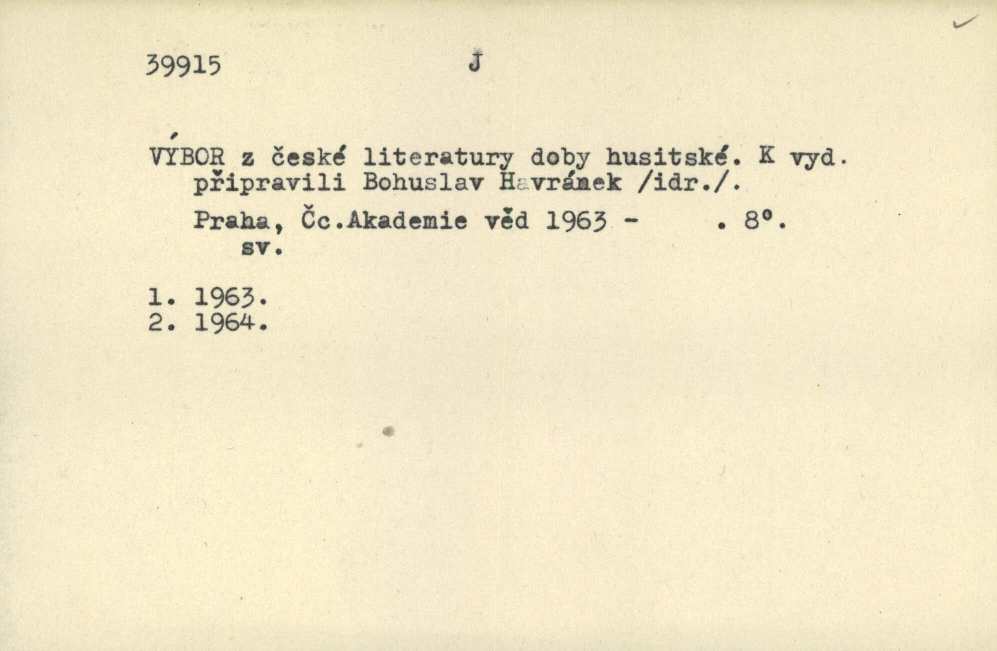 39915 J
VÝBOR z české literatury doby husitské. K vyd.
připravili Bohuslav Havránek /idr./.
Praha, Čc.Akademie věd 1963 - . 8°.
sv.
1. 1963.
2. 1964.